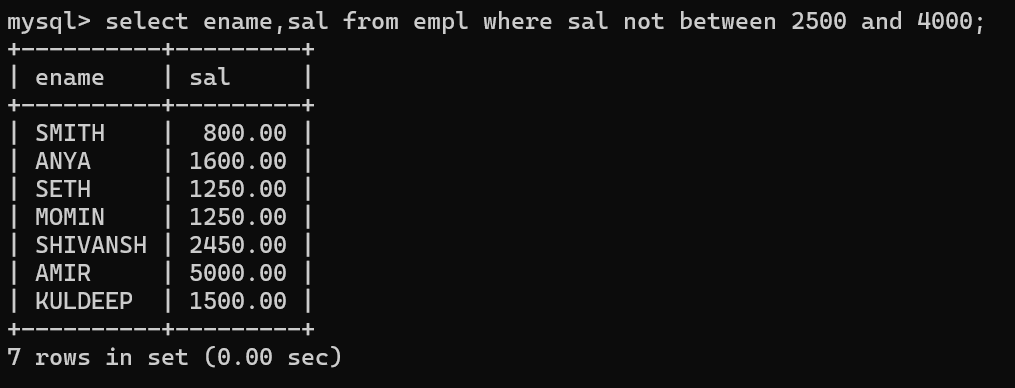 mysql> select ename,sal from empl where sal not between 2500 and 4000;
+----------+---------+
| ename    | sal     |
+----------+---------+
| SMITH    |  800.00 |
| ANYA     | 1600.00 |
| SETH     | 1250.00 |
| MOMIN    | 1250.00 |
| SHIVANSH | 2450.00 |
| AMIR     | 5000.00 |
| KULDEEP  | 1500.00 |
+----------+---------+
7 rows in set (0.00 sec)